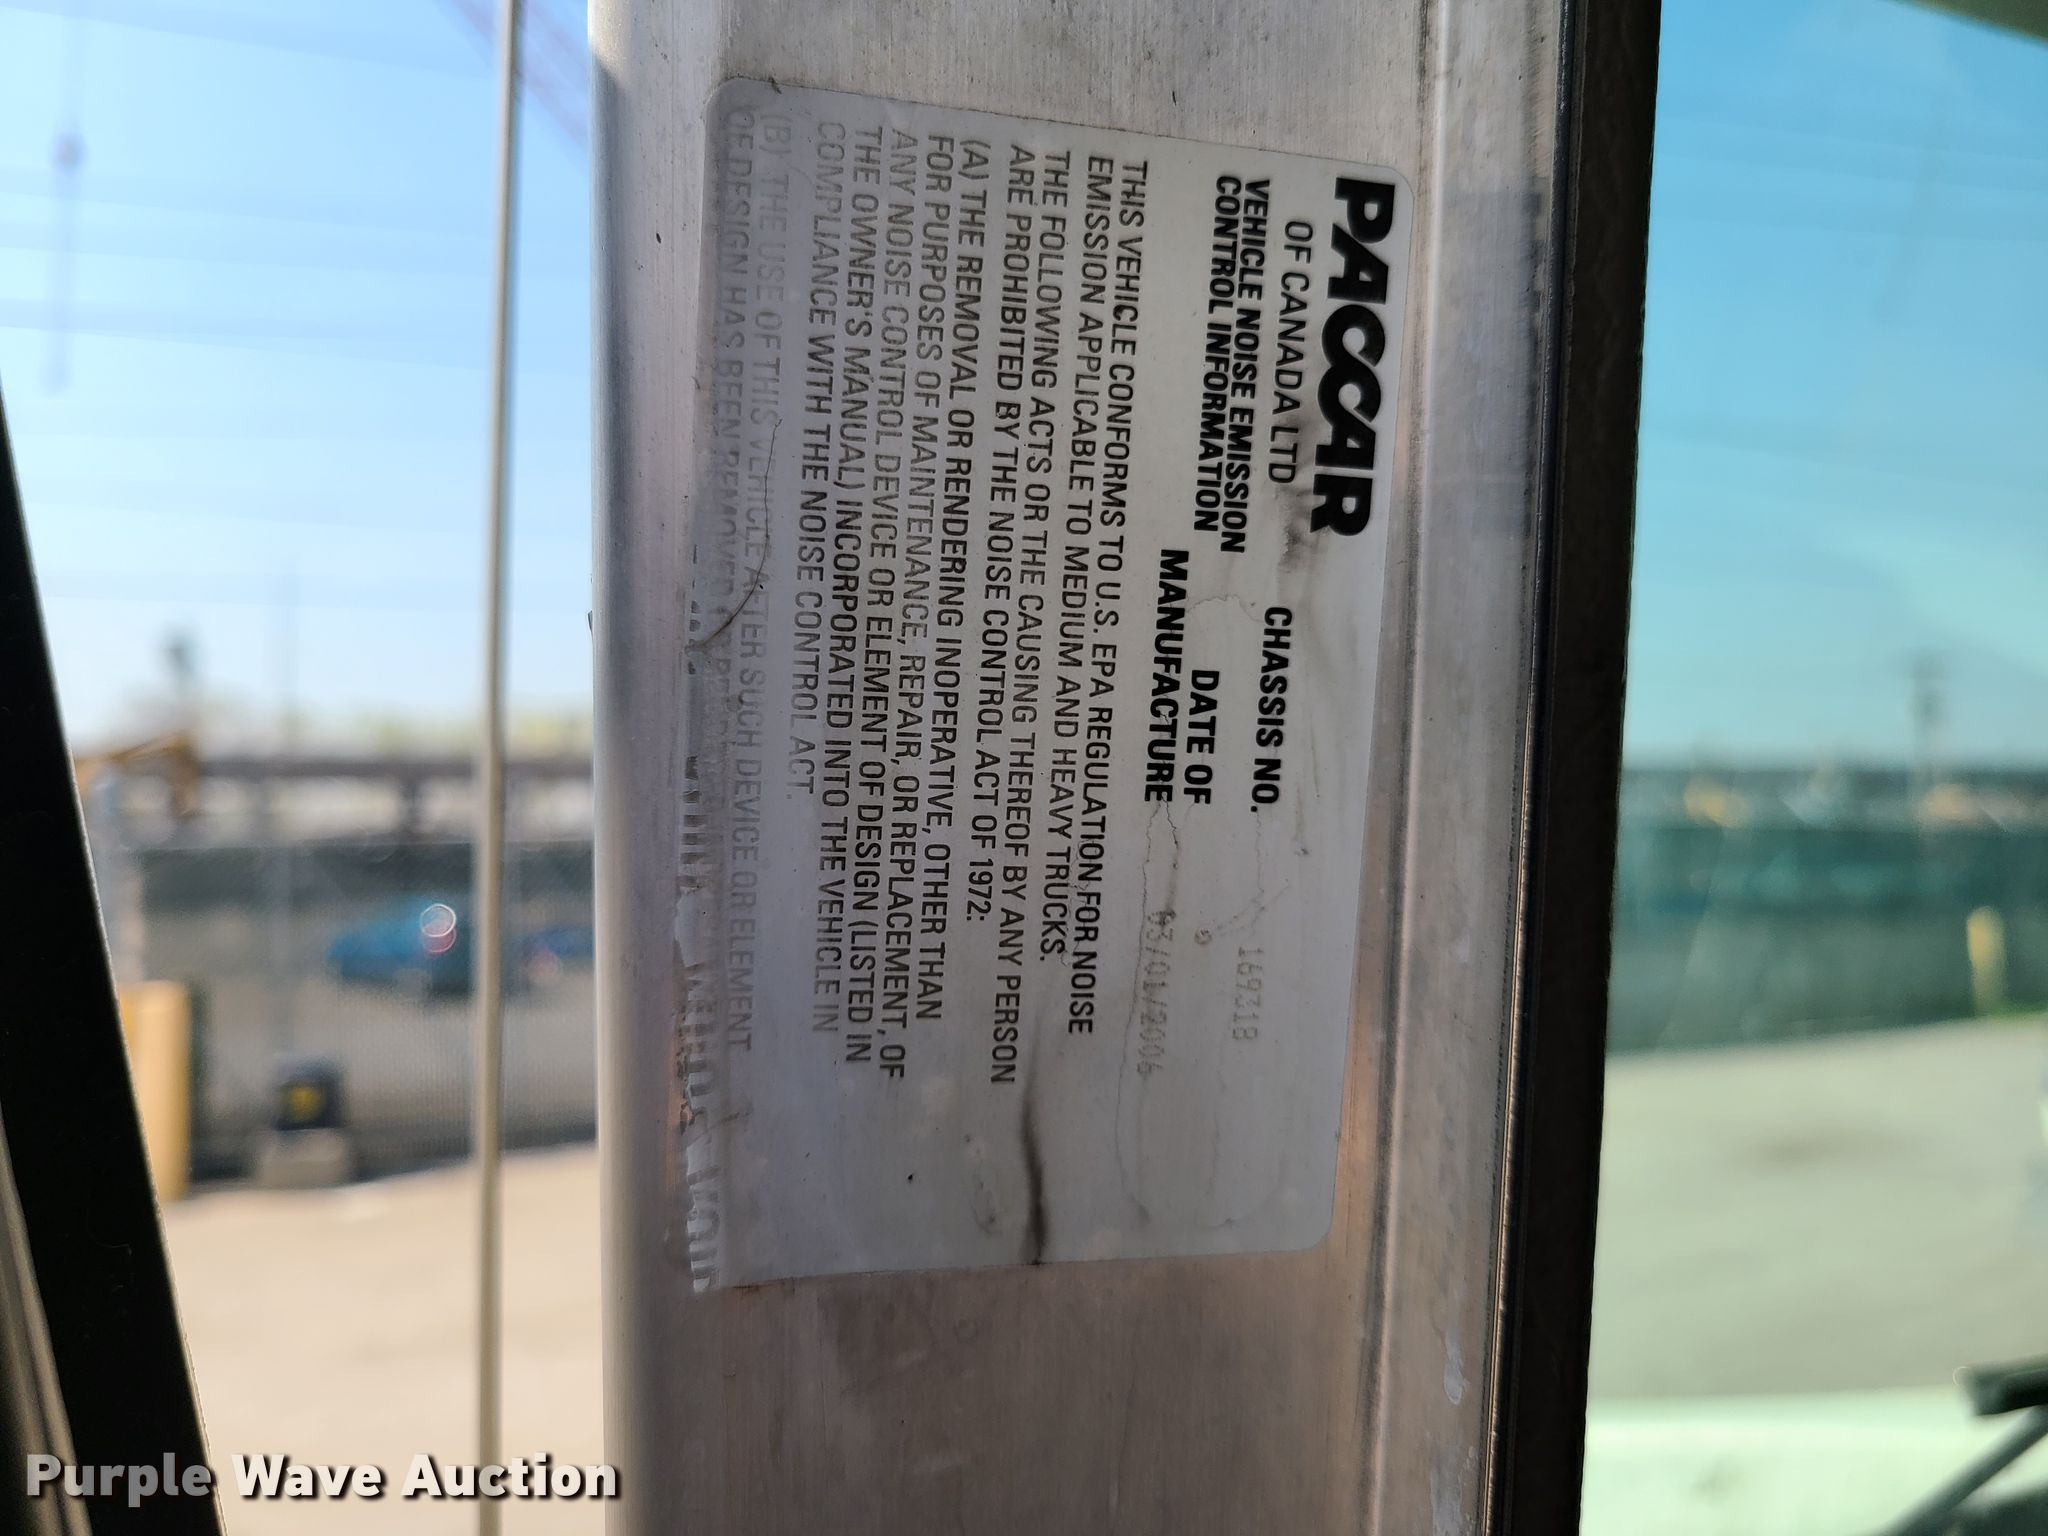 PACCAR
OF CANADA LTD
VEHICLE NOISE EMISSION
CONTROL INFORMATION
CHASSIS NO. 169318
DATE OF
MANUFACTURE 03/01/2006
THIS VEHICLE CONFORMS TO U.S. EPA REGULATION FOR NOISE
EMISSION APPLICABLE TO MEDIUM AND HEAVY TRUCKS.
THE FOLLOWING ACTS OR THE CAUSING THEREOF BY ANY PERSON
ARE PROHIBITED BY THE NOISE CONTROL ACT OF 1972:
(A) THE REMOVAL OR RENDERING INOPERATIVE, OTHER THAN
FOR PURPOSES OF MAINTENANCE, REPAIR, OR REPLACEMENT, OF
ANY NOISE CONTROL DEVICE OR ELEMENT OF DESIGN (LISTED IN
THE OWNER'S MANUAL) INCORPORATED INTO THE VEHICLE IN
COMPLIANCE WITH THE NOISE CONTROL ACT.
(B) THE USE OF THIS VEHICLE AFTER SUCH DEVICE OR ELEMENT
OF DESIGN HAS BEEN REMOVED
Purple Wave Auction